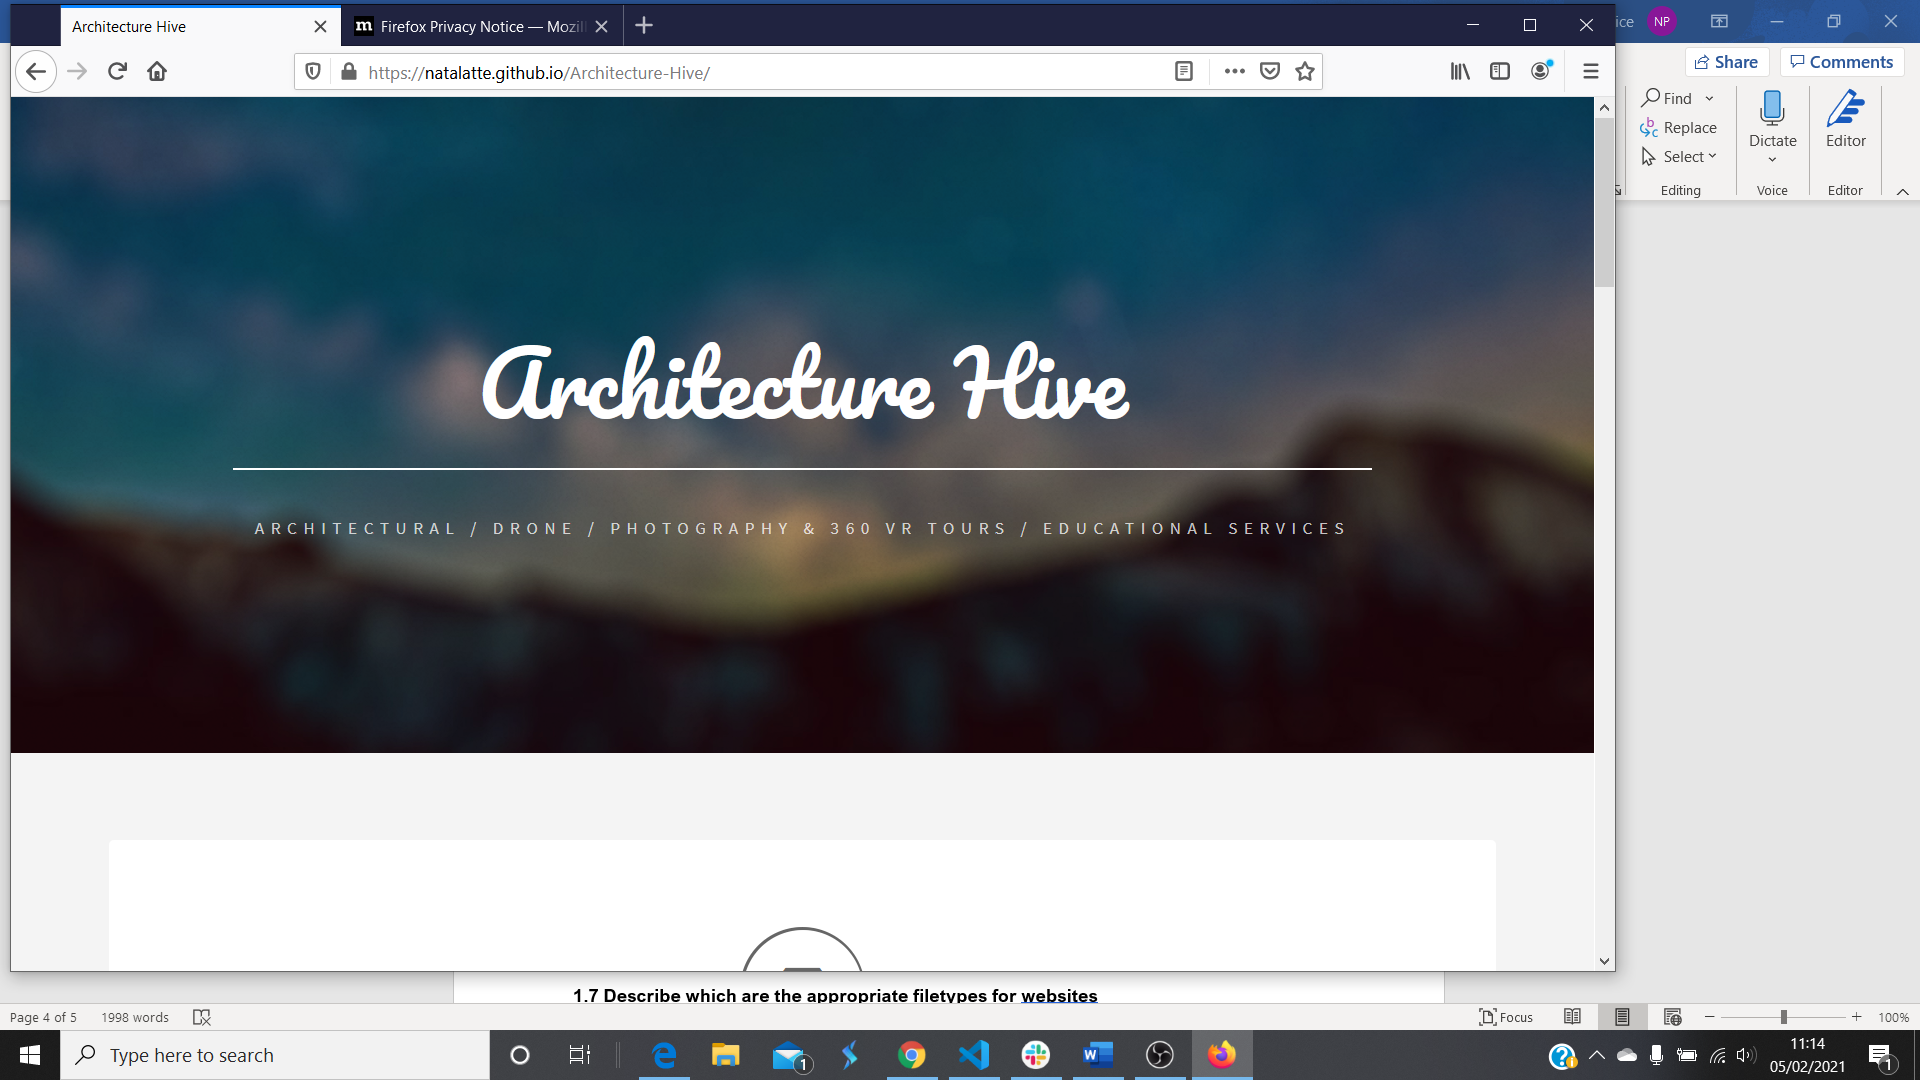 Architecture Hive
Firefox Privacy Notice — Mozil
ice
NP
https://natalatte.github.io/Architecture-Hive/
Share
Comments
Find
Replace
Select
Editing
Dictate
Voice
Editor
Editor
Architecture Hive
ARCHITECTURAL / DRONE / PHOTOGRAPHY & 360 VR TOURS / EDUCATIONAL SERVICES
1.7 Describe which are the appropriate filetypes for websites
Page 4 of 5
1998 words
Focus
100%
Type here to search
1
11:14
05/02/2021
1